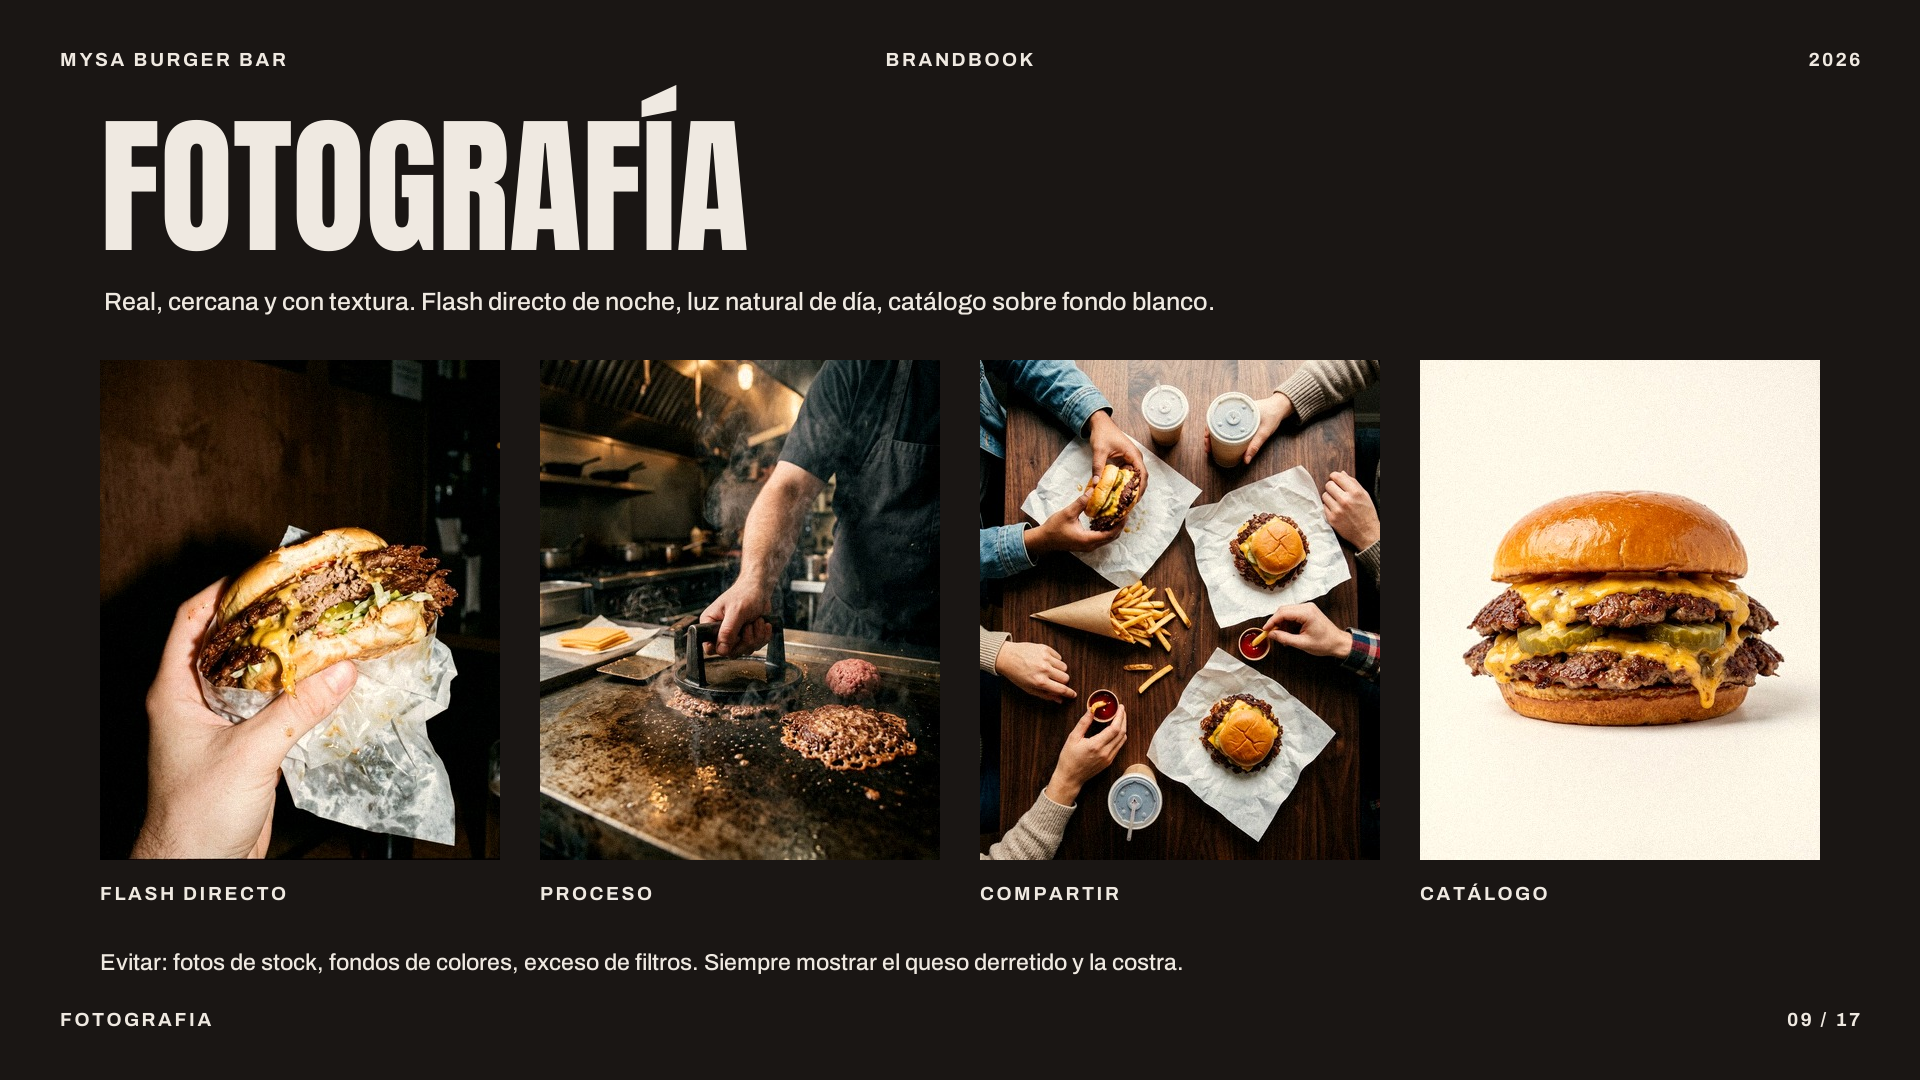 MYSA BURGER BAR
BRANDBOOK
2026
FOTOGRAFÍA
Real, cercana y con textura. Flash directo de noche, luz natural de día, catálogo sobre fondo blanco.
FLASH DIRECTO
PROCESO
COMPARTIR
CATÁLOGO
Evitar: fotos de stock, fondos de colores, exceso de filtros. Siempre mostrar el queso derretido y la costra.
FOTOGRAFIA
09 / 17